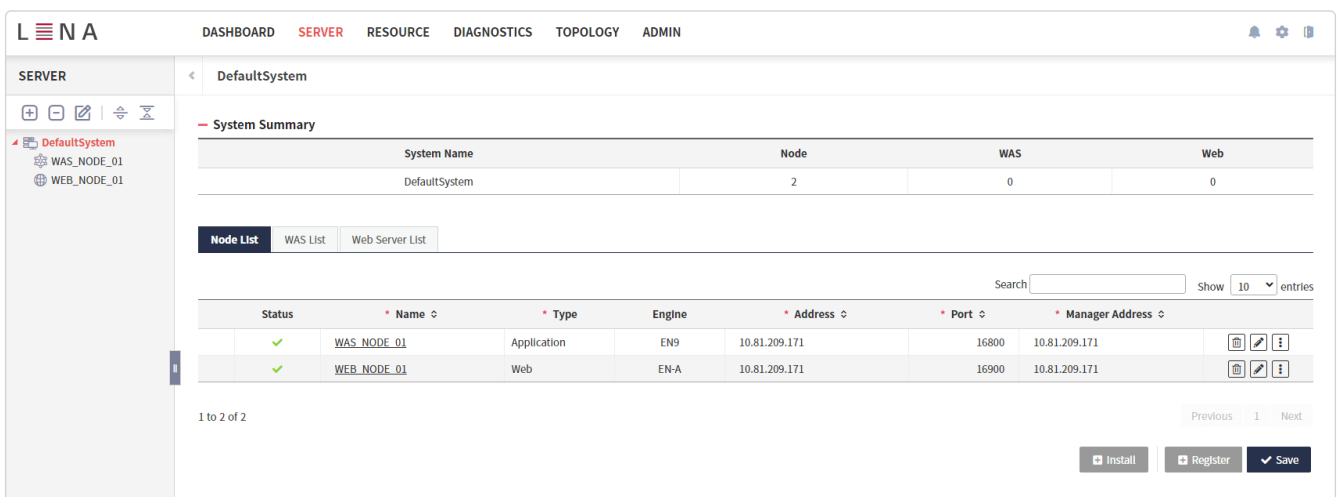 LENA
DASHBOARD SERVER RESOURCE DIAGNOSTICS TOPOLOGY ADMIN
SERVER
DefaultSystem
System Summary
System Name Node WAS Web
DefaultSystem 2 0 0
DefaultSystem
WAS_NODE_01
WEB_NODE_01
Node List WAS List Web Server List
Search Show 10 entries
Status * Name * Type Engine * Address * Port * Manager Address
WAS_NODE_01 Application EN9 10.81.209.171 16800 10.81.209.171
WEB_NODE_01 Web EN-A 10.81.209.171 16900 10.81.209.171
1 to 2 of 2
Previous 1 Next
Install Register Save